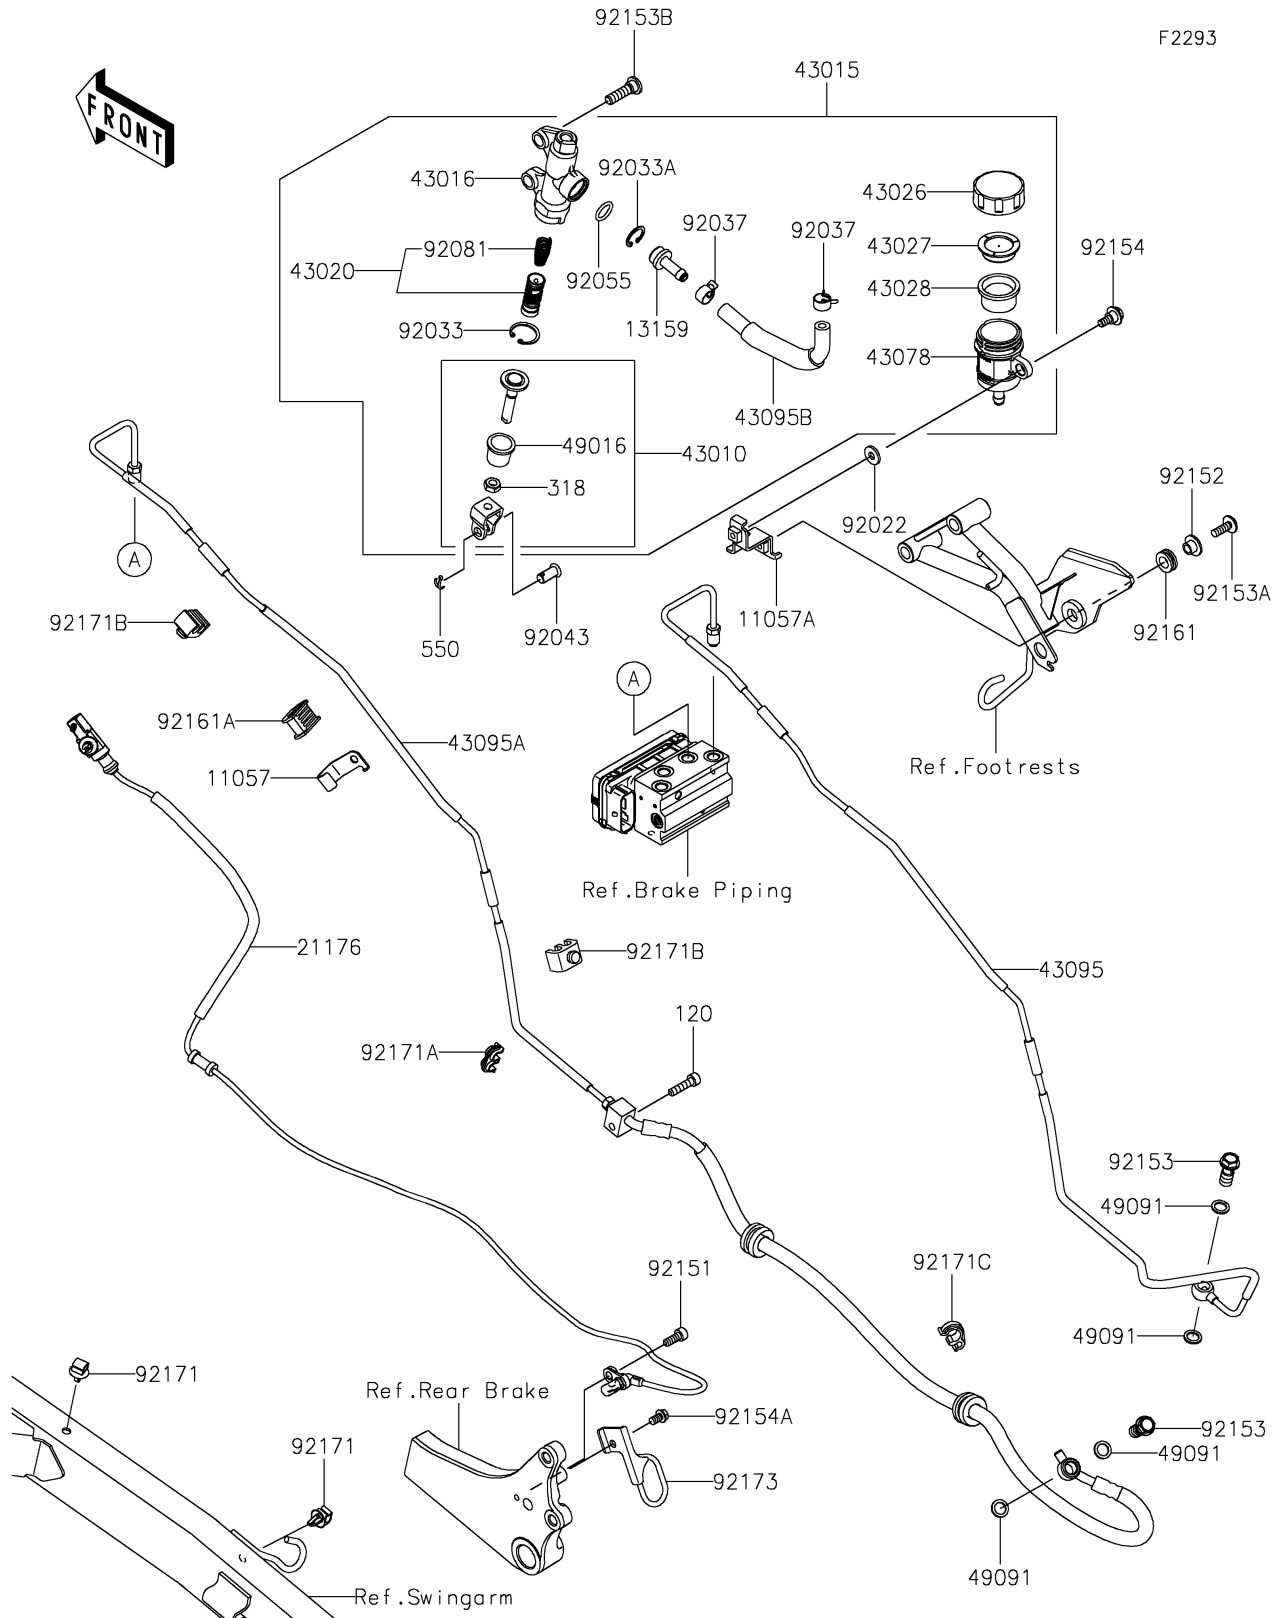 92153B
F2293
43015
FRONT
92033A
43016
43026
92037
92037
43027
92154
92081
43020
92055
43028
92033
13159
43078
43095B
49016
43010
318
92152
92022
92153A
11057A
92161
A
92171B
550
92043
A
92161A
43095A
11057
Ref.Footrests
Ref.Brake Piping
21176
92171B
43095
120
92171A
92153
49091
92151
92171C
49091
92171
Ref.Rear Brake
92154A
92153
92171
49091
92173
49091
Ref.Swingarm